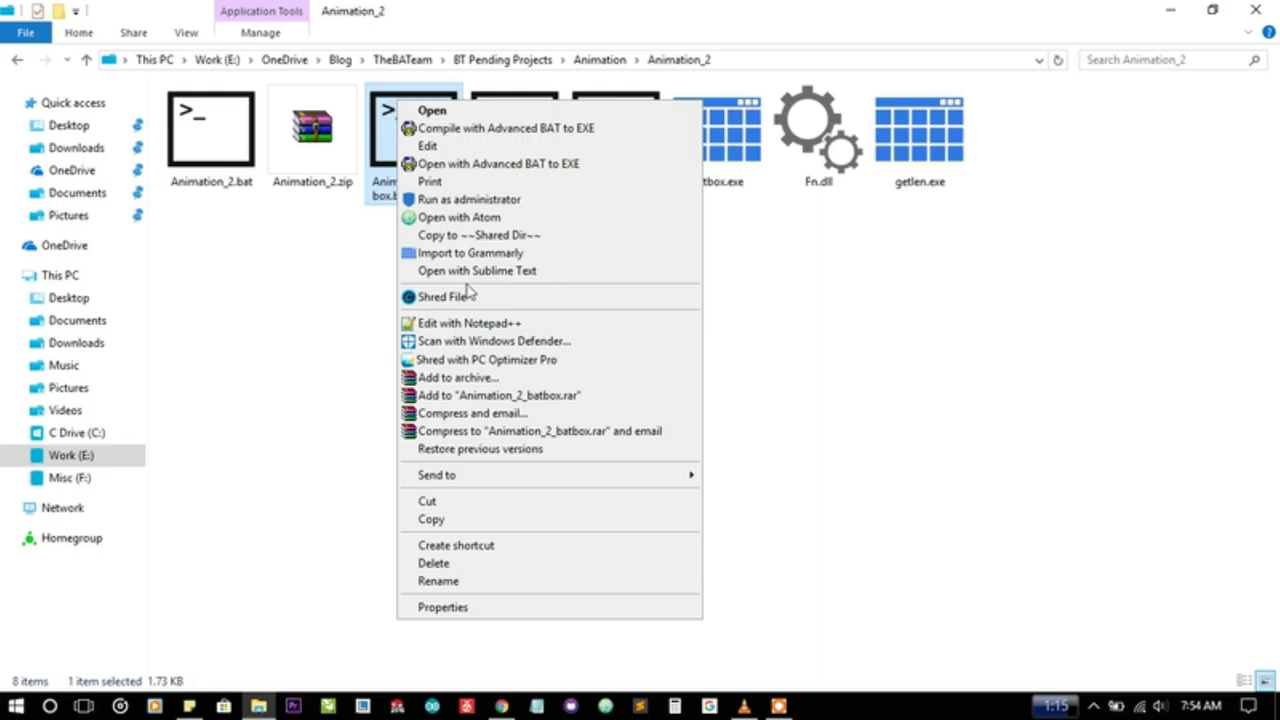 Application Tools
Animation_2
File
Home
Share
View
Manage
This PC
Work (E:)
OneDrive
Blog
TheBATeam
BT Pending Projects
Animation
Animation_2
Search Animation_2
Quick access
Desktop
Downloads
OneDrive
Documents
Pictures
OneDrive
This PC
Desktop
Documents
Downloads
Music
Pictures
Videos
C Drive (C:)
Work (E:)
Misc (F:)
Network
Homegroup
>_
Animation_2.bat
Animation_2.zip
>
Fn.dll
getlen.exe
Open
Compile with Advanced BAT to EXE
Edit
Open with Advanced BAT to EXE
Print
Run as administrator
Open with Atom
Copy to ~~Shared Dir~~
Import to Grammarly
Open with Sublime Text
Shred File
Edit with Notepad++
Scan with Windows Defender...
Shred with PC Optimizer Pro
Add to archive...
Add to "Animation_2_batbox.rar"
Compress and email...
Compress to "Animation_2_batbox.rar" and email
Restore previous versions
Send to
Cut
Copy
Create shortcut
Delete
Rename
Properties
8 items
1 item selected 1.73 KB
1:15
7:54 AM